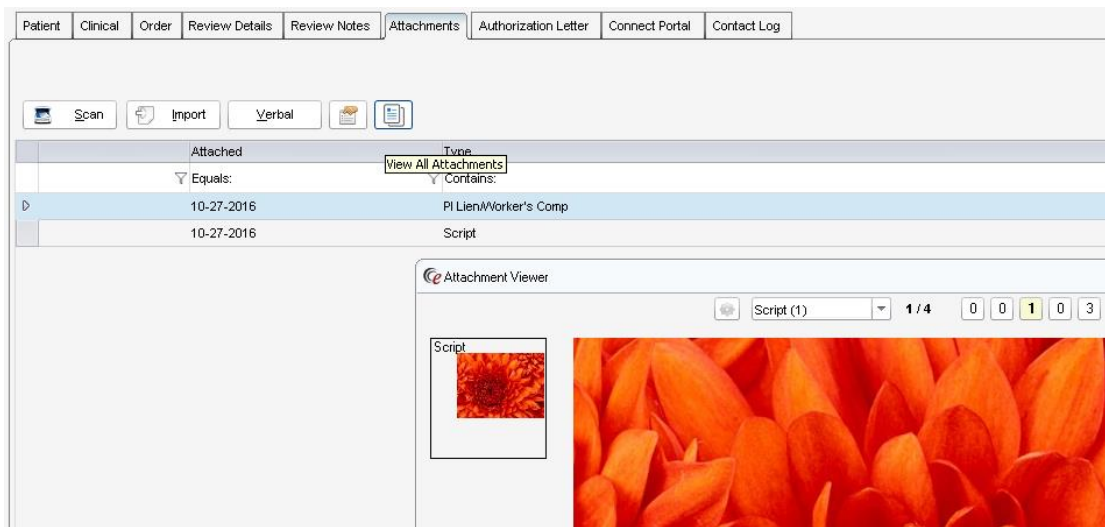 Patient Clinical Order Review Details Review Notes Attachments Authorization Letter Connect Portal Contact Log
Scan Import Verbal
Attached Type
View All Attachments
Equals: Contains:
10-27-2016 PI Lien/Worker's Comp
10-27-2016 Script
Ce Attachment Viewer
Script (1) 1 / 4 0 0 1 0 3
Script